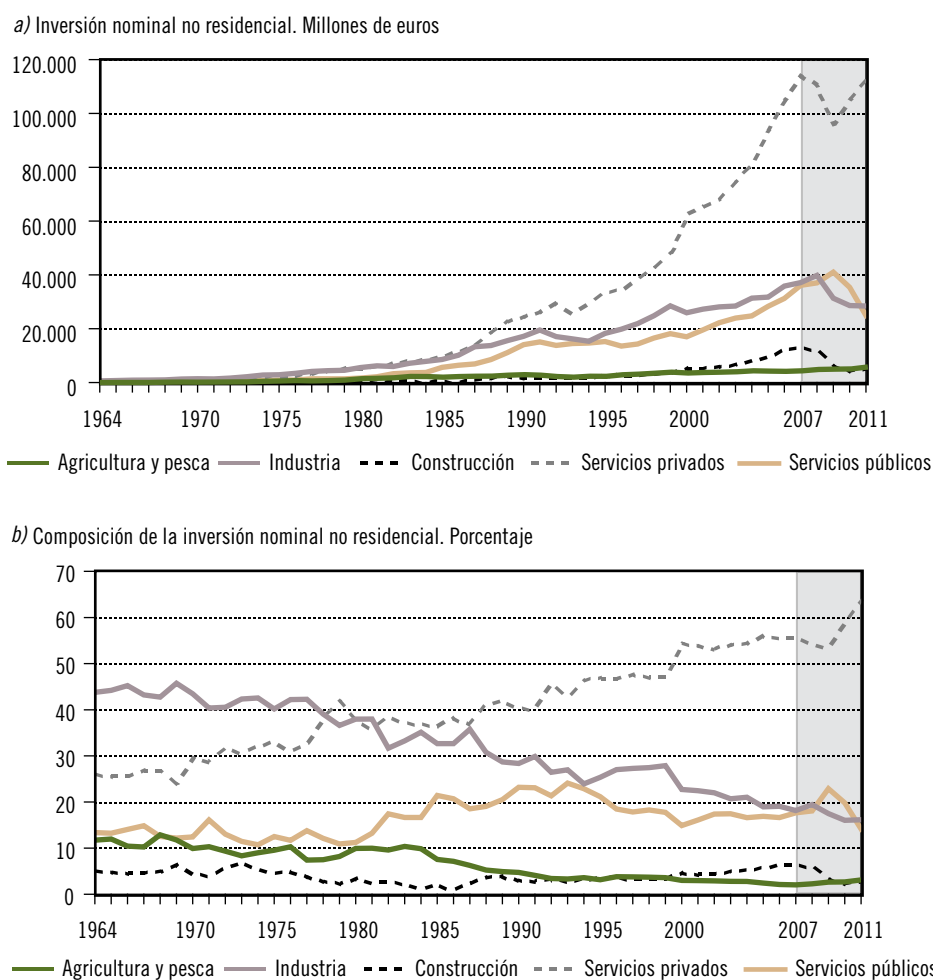 a) Inversión nominal no residencial. Millones de euros
120.000
100.000
80.000
60.000
40.000
20.000
0
1964 1970 1975 1980 1985 1990 1995 2000 2007 2011
Agricultura y pesca Industria Construcción Servicios privados Servicios públicos
b) Composición de la inversión nominal no residencial. Porcentaje
70
60
50
40
30
20
10
0
1964 1970 1975 1980 1985 1990 1995 2000 2007 2011
Agricultura y pesca Industria Construcción Servicios privados Servicios públicos